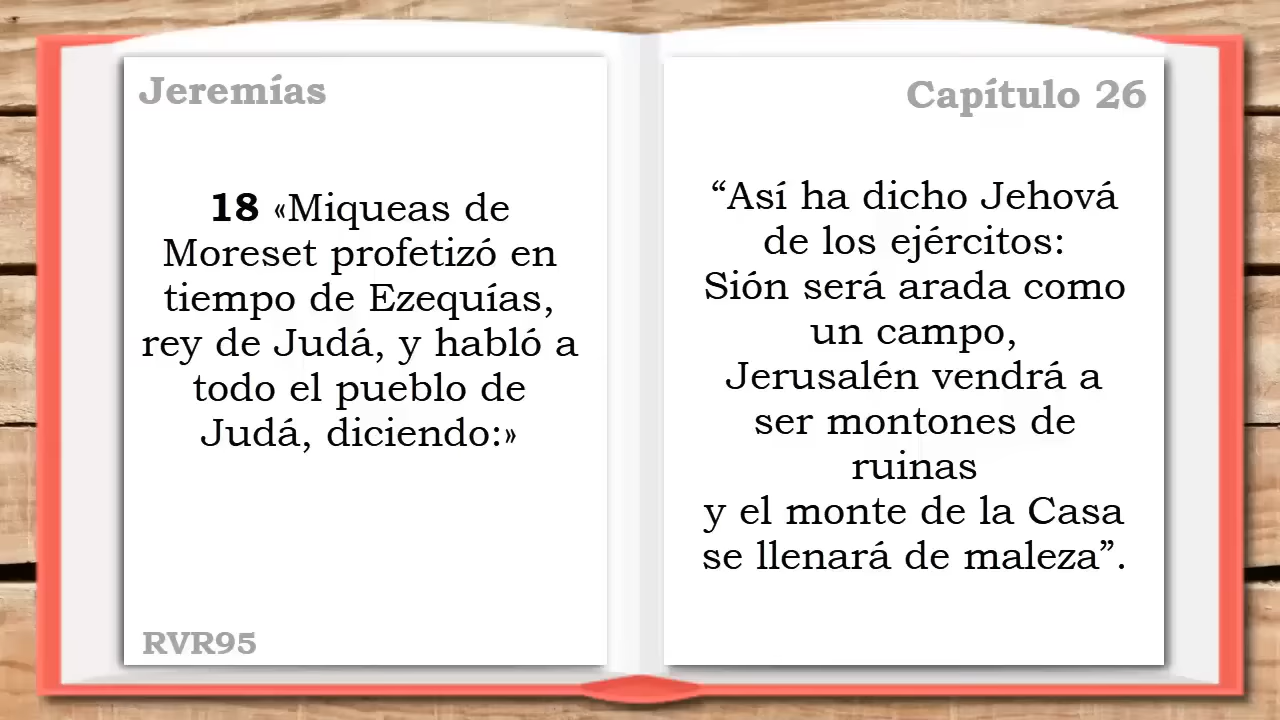 Jeremías
18 «Miqueas de
Moreset profetizó en
tiempo de Ezequías,
rey de Judá, y habló a
todo el pueblo de
Judá, diciendo:»
RVR95
Capítulo 26
“Así ha dicho Jehová
de los ejércitos:
Sión será arada como
un campo,
Jerusalén vendrá a
ser montones de
ruinas
y el monte de la Casa
se llenará de maleza”.